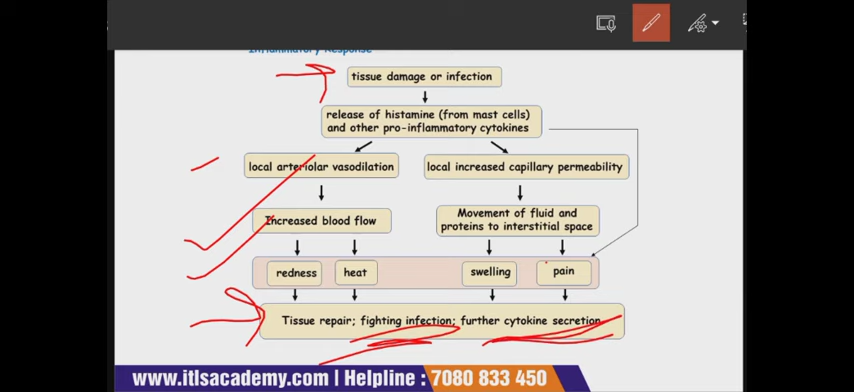 Inflammatory Response
tissue damage or infection
release of histamine (from mast cells)
and other pro-inflammatory cytokines
local arteriolar vasodilation
local increased capillary permeability
Increased blood flow
Movement of fluid and
proteins to interstitial space
redness
heat
swelling
pain
Tissue repair; fighting infection; further cytokine secretion
www.itlsacademy.com | Helpline : 7080 833 450